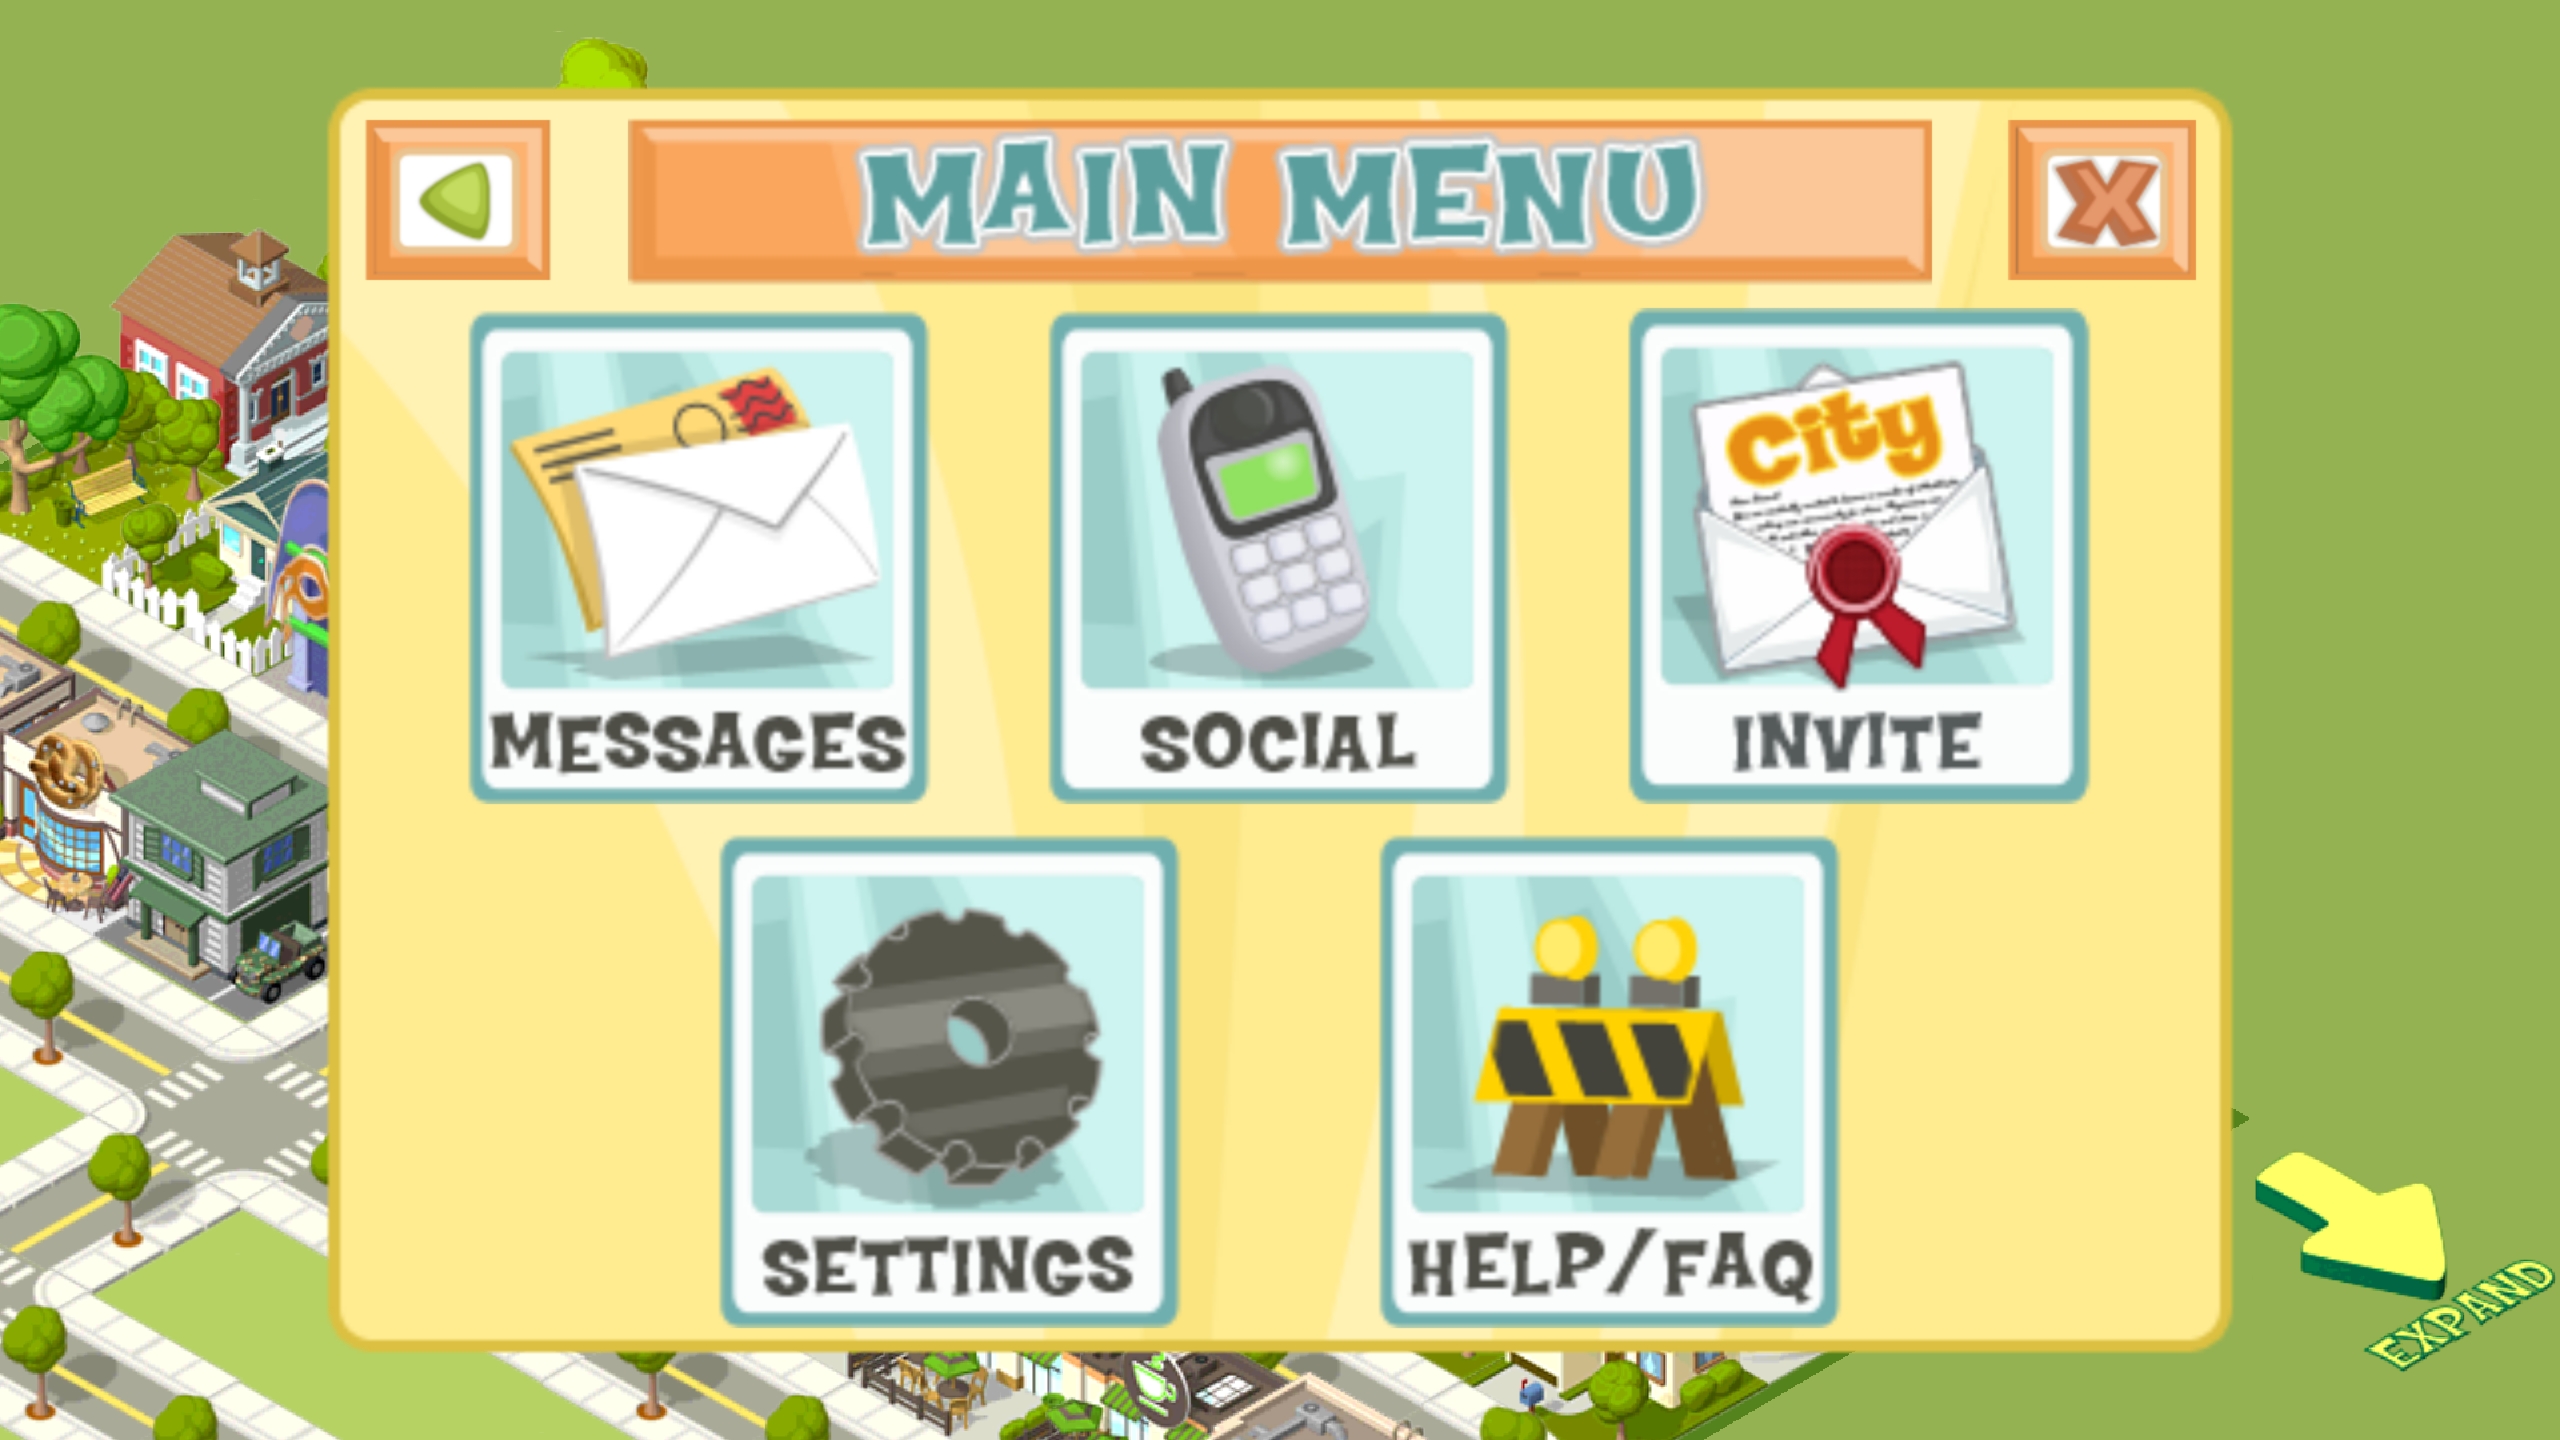 MAIN MENU
City
MESSAGES
SOCIAL
INVITE
SETTINGS
HELP/FAQ
EXPAND